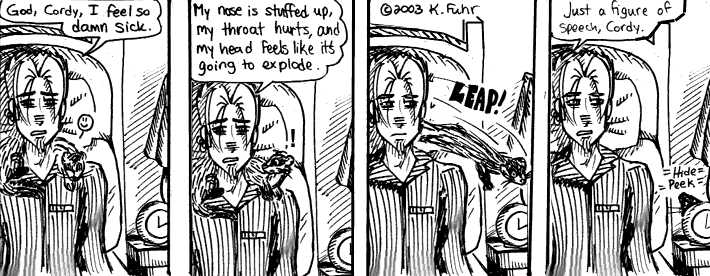 God, Cordy, I feel so
damn sick.
My nose is stuffed up,
my throat hurts, and
my head feels like it's
going to explode.
!!
©2003 K.Fuhr
LEAP!
Just a figure of
speech, Cordy.
=Hide=
=Peek=